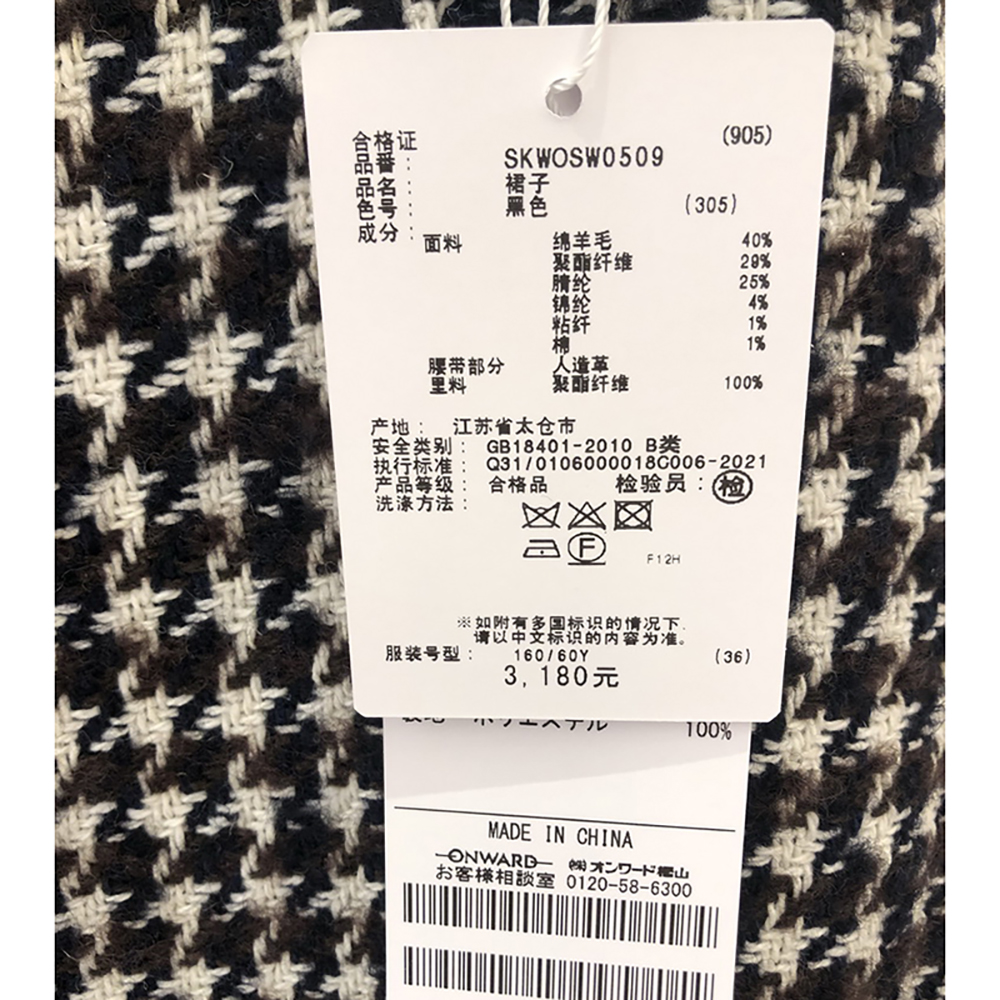 (905)
合格证
品番： SKWOSW0509
品名： 裙子
色号： 黑色 (305)
成分： 面料 绵羊毛 40%
聚酯纤维 29%
腈纶 25%
锦纶 4%
粘纤 1%
棉 1%
腰带部分 人造革
里料 聚酯纤维 100%
产地： 江苏省太仓市
安全类别： GB18401-2010 B类
执行标准： Q31/0106000018C006-2021
产品等级： 合格品 检验员：检
洗涤方法：
F
F12H
※如附有多国标识的情况下.
请以中文标识的内容为准。
服装号型： 160/60Y (36)
3,180元
ポリエステル 100%
MADE IN CHINA
ONWARD ㈱オンワード樫山
お客様相談室 0120-58-6300